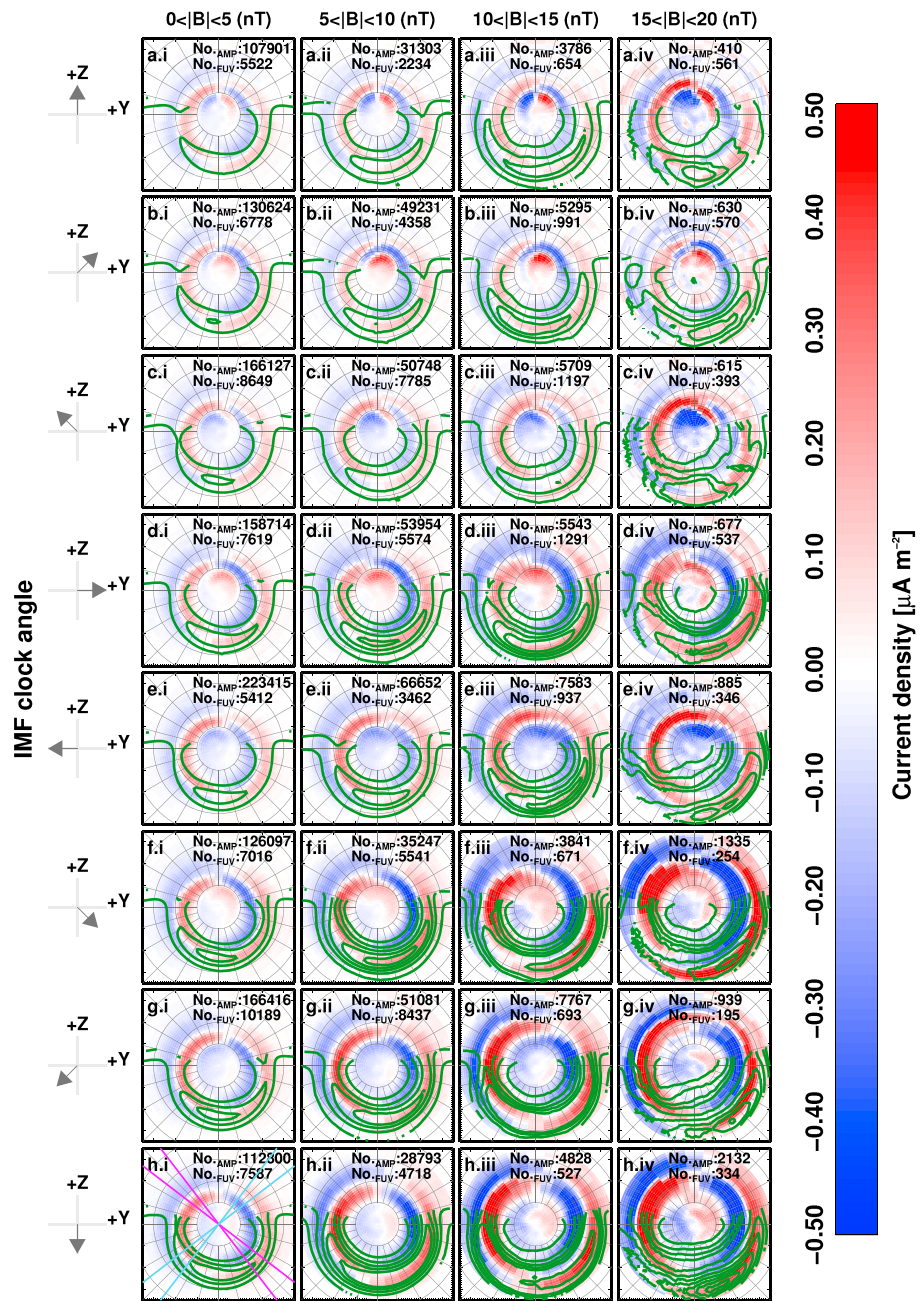 0<|B|<5 (nT) 5<|B|<10 (nT) 10<|B|<15 (nT) 15<|B|<20 (nT)
+Z
+Y
a.i No.AMP:107901
No.FUV:5522
a.ii No.AMP:31303
No.FUV:2234
a.iii No.AMP:3786
No.FUV:654
a.iv No.AMP:410
No.FUV:561
+Z
+Y
b.i No.AMP:130624
No.FUV:6778
b.ii No.AMP:49231
No.FUV:4358
b.iii No.AMP:5295
No.FUV:991
b.iv No.AMP:630
No.FUV:570
+Z
+Y
c.i No.AMP:166127
No.FUV:8649
c.ii No.AMP:50748
No.FUV:7785
c.iii No.AMP:5709
No.FUV:1197
c.iv No.AMP:615
No.FUV:393
+Z
+Y
d.i No.AMP:158714
No.FUV:7619
d.ii No.AMP:53954
No.FUV:5574
d.iii No.AMP:5543
No.FUV:1291
d.iv No.AMP:677
No.FUV:537
+Z
+Y
e.i No.AMP:223415
No.FUV:5412
e.ii No.AMP:66652
No.FUV:3462
e.iii No.AMP:7583
No.FUV:937
e.iv No.AMP:885
No.FUV:346
+Z
+Y
f.i No.AMP:126097
No.FUV:7016
f.ii No.AMP:35247
No.FUV:5541
f.iii No.AMP:3841
No.FUV:671
f.iv No.AMP:1335
No.FUV:254
+Z
+Y
g.i No.AMP:166416
No.FUV:10189
g.ii No.AMP:51081
No.FUV:8437
g.iii No.AMP:7767
No.FUV:693
g.iv No.AMP:939
No.FUV:195
+Z
+Y
h.i No.AMP:112900
No.FUV:7587
h.ii No.AMP:28793
No.FUV:4718
h.iii No.AMP:4828
No.FUV:527
h.iv No.AMP:2132
No.FUV:334
IMF clock angle
0.50
0.40
0.30
0.20
0.10
0.00
−0.10
−0.20
−0.30
−0.40
−0.50
Current density [μA m⁻²]